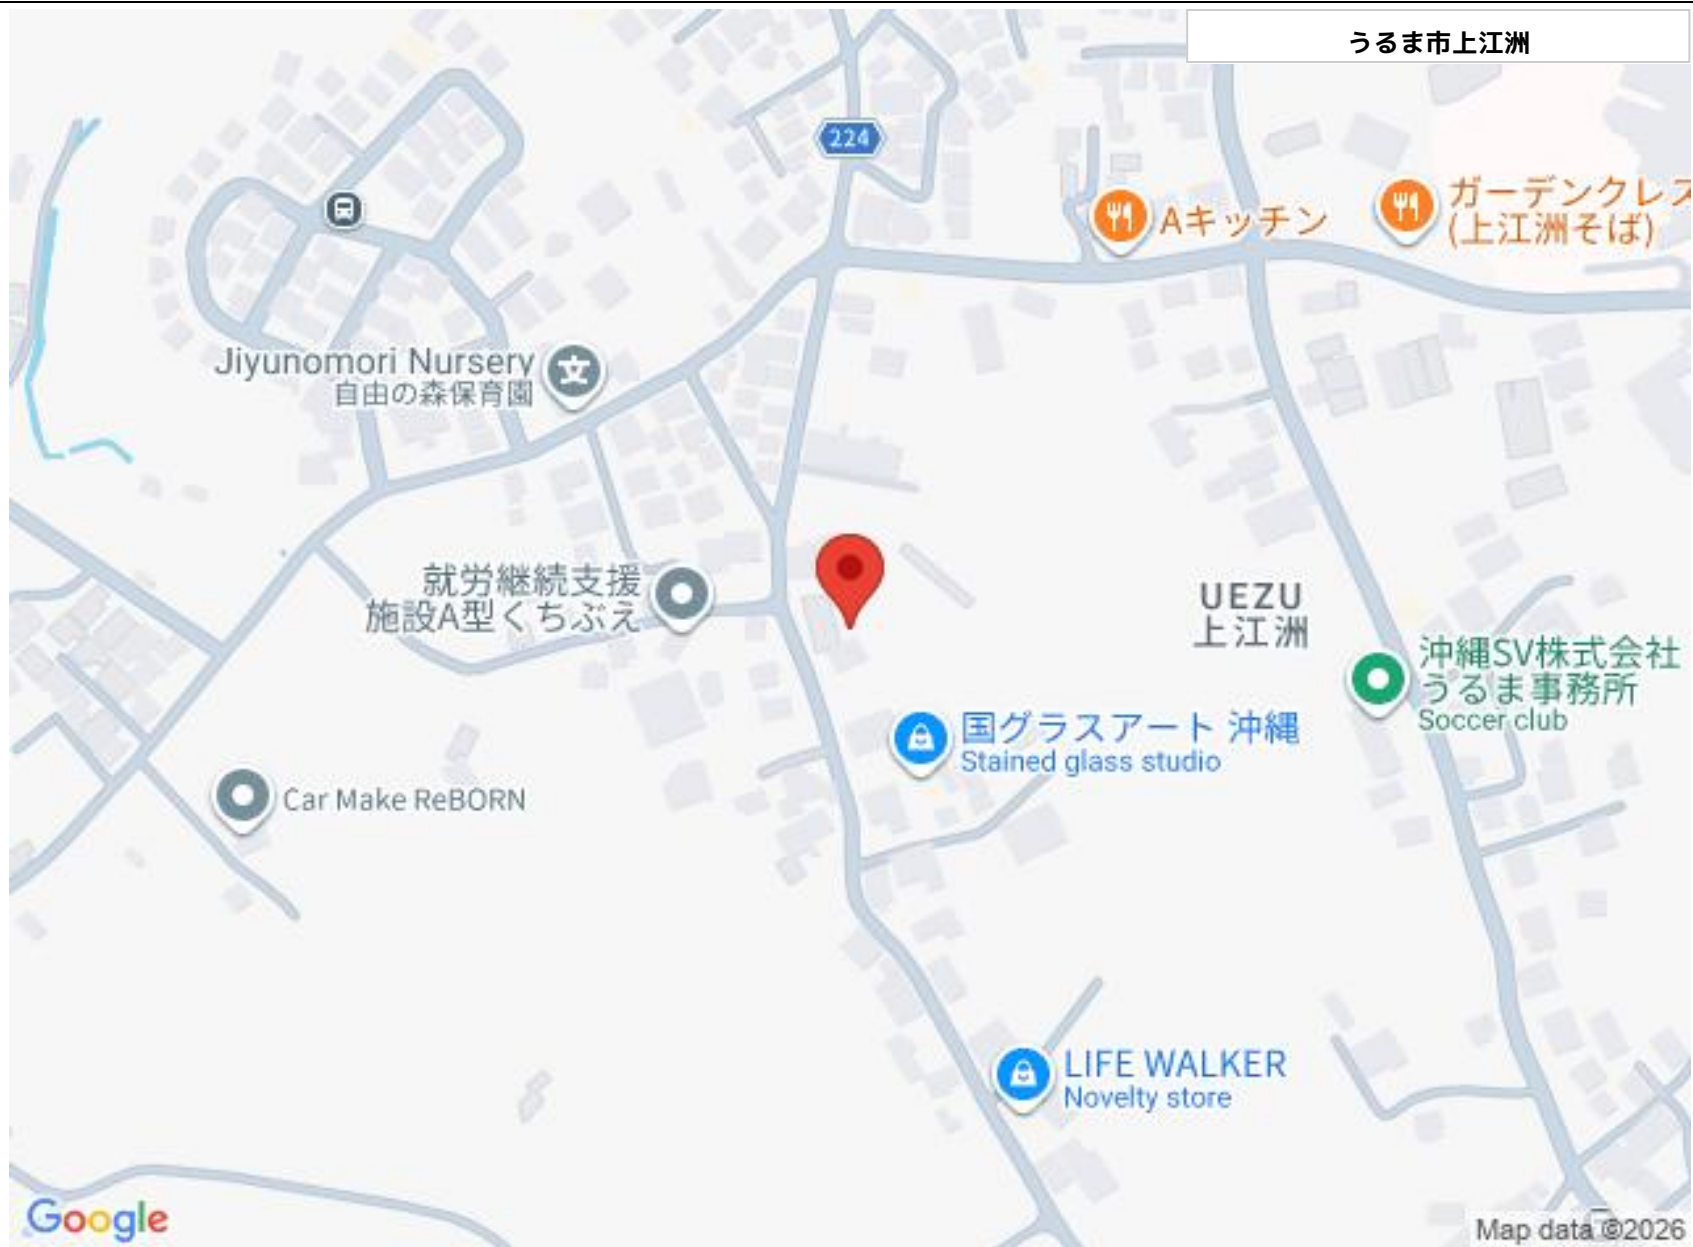 うるま市上江洲
224
Aキッチン
ガーデンクレス
(上江洲そば)
Jiyunomori Nursery
自由の森保育園
就労継続支援
施設A型くちぶえ
UEZU
上江洲
沖縄SV株式会社
うるま事務所
Soccer club
国グラスアート 沖縄
Stained glass studio
Car Make ReBORN
LIFE WALKER
Novelty store
Google
Map data ©2026